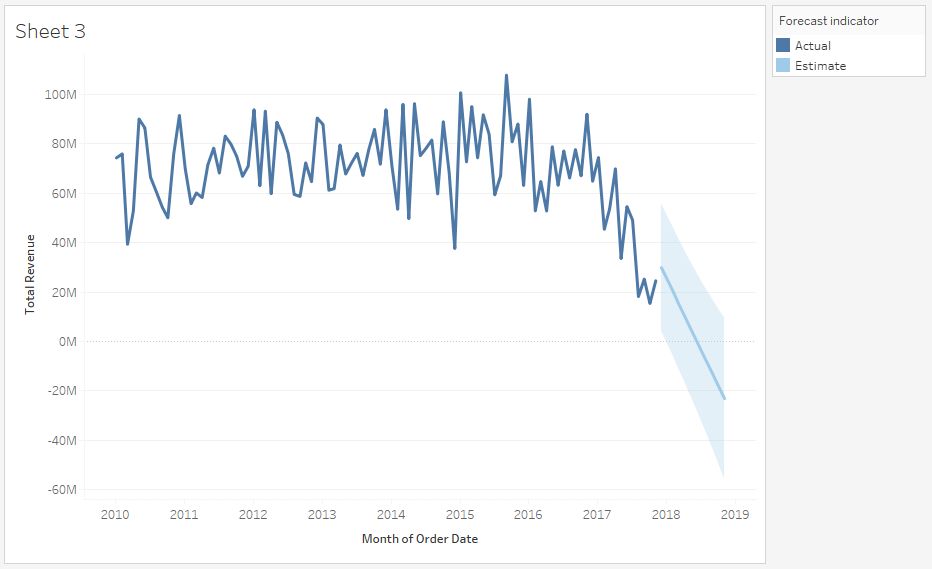 Sheet 3
Forecast indicator
Actual
Estimate
100M
80M
60M
40M
20M
0M
-20M
-40M
-60M
Total Revenue
2010 2011 2012 2013 2014 2015 2016 2017 2018 2019
Month of Order Date